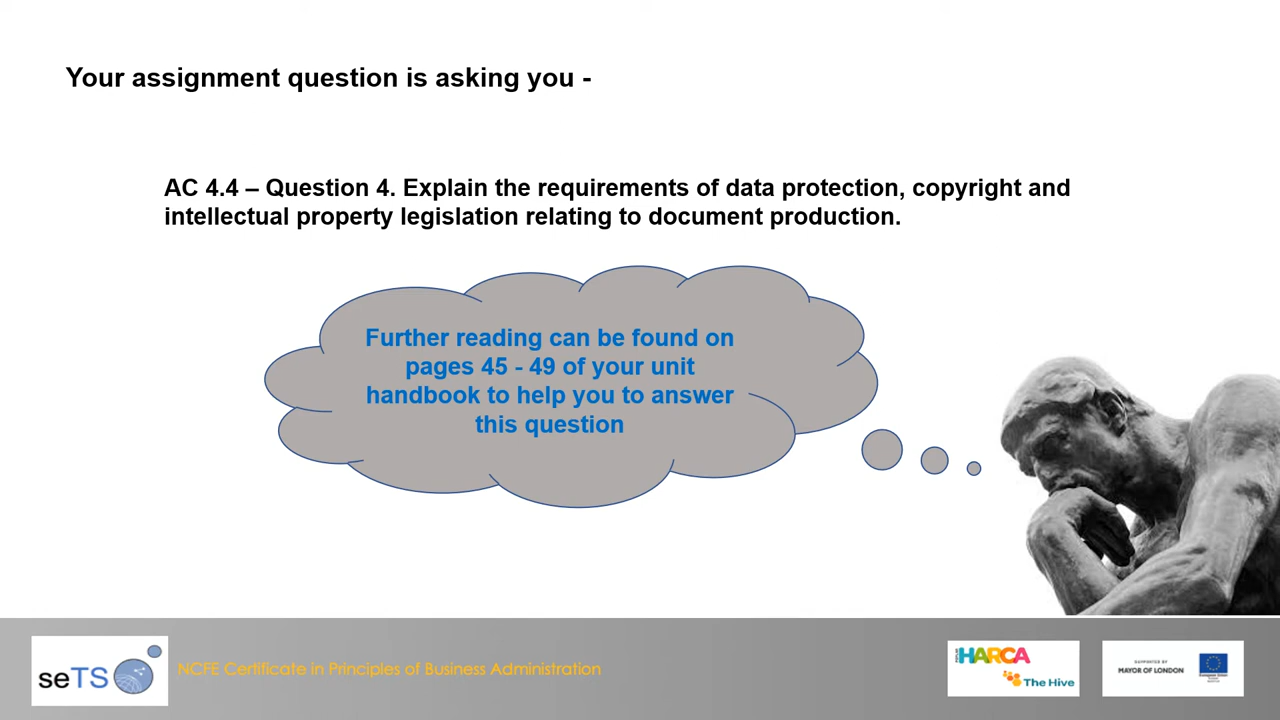 Your assignment question is asking you -
AC 4.4 – Question 4. Explain the requirements of data protection, copyright and
intellectual property legislation relating to document production.
Further reading can be found on
pages 45 - 49 of your unit
handbook to help you to answer
this question
seTS
NCFE Certificate in Principles of Business Administration
HARCA
The Hive
SUPPORTED BY
MAYOR OF LONDON
European Union